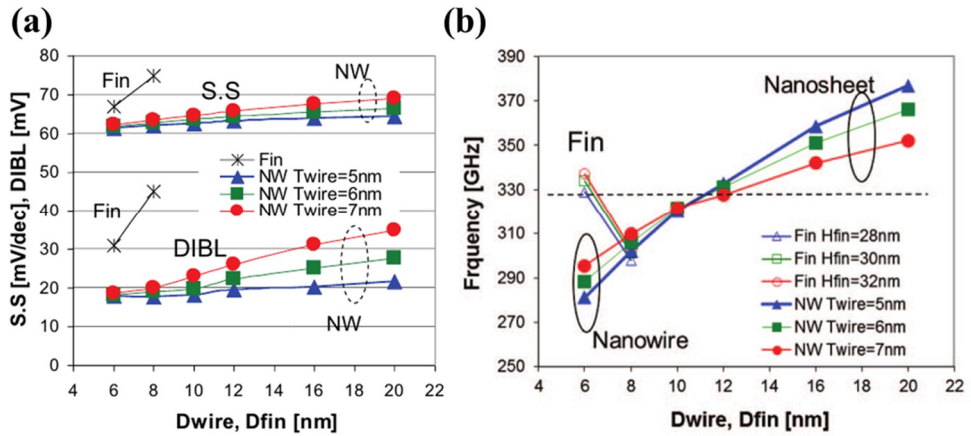 (a)
S.S [mV/dec], DIBL [mV]
80
70
60
50
40
30
20
10
0
Fin
S.S
NW
Fin
NW Twire=5nm
NW Twire=6nm
NW Twire=7nm
Fin
DIBL
NW
4 6 8 10 12 14 16 18 20 22
Dwire, Dfin [nm]
(b)
Frquency [GHz]
390
370
350
330
310
290
270
250
Nanosheet
Fin
Fin Hfin=28nm
Fin Hfin=30nm
Fin Hfin=32nm
NW Twire=5nm
NW Twire=6nm
NW Twire=7nm
Nanowire
4 6 8 10 12 14 16 18 20 22
Dwire, Dfin [nm]